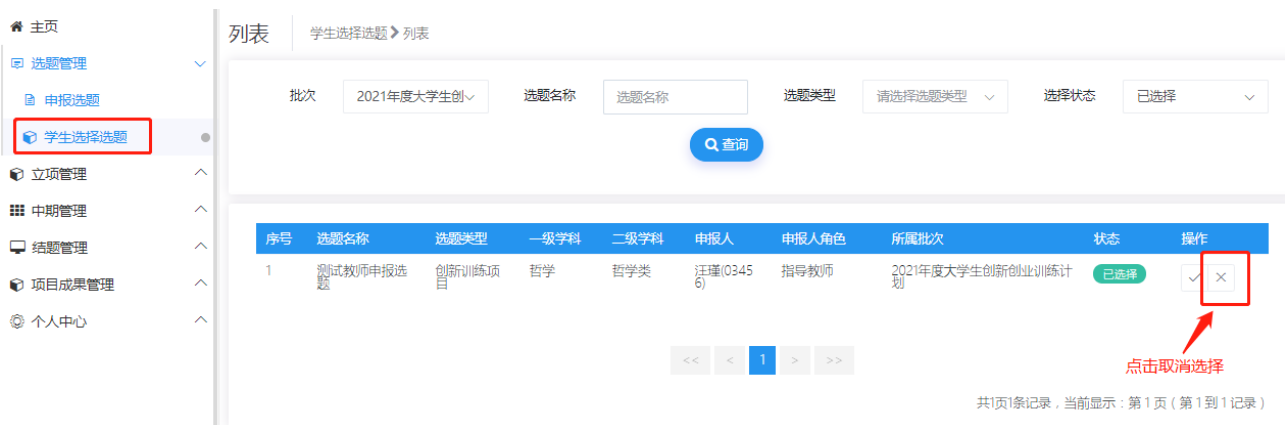 主页
选题管理
申报选题
学生选择选题
立项管理
中期管理
结题管理
项目成果管理
个人中心
列表 学生选择选题 列表
批次 2021年度大学生创 选题名称 选题名称 选题类型 请选择选题类型 选择状态 已选择
查询
序号 选题名称 选题类型 一级学科 二级学科 申报人 申报人角色 所属批次 状态 操作
1 测试教师申报选 创新训练项 哲学 哲学类 汪瑾(0345 指导教师 2021年度大学生创新创业训练计 已选择
题 目 6) 划
<< < 1 > >>
点击取消选择
共1页1条记录，当前显示：第1页（第1到1记录）